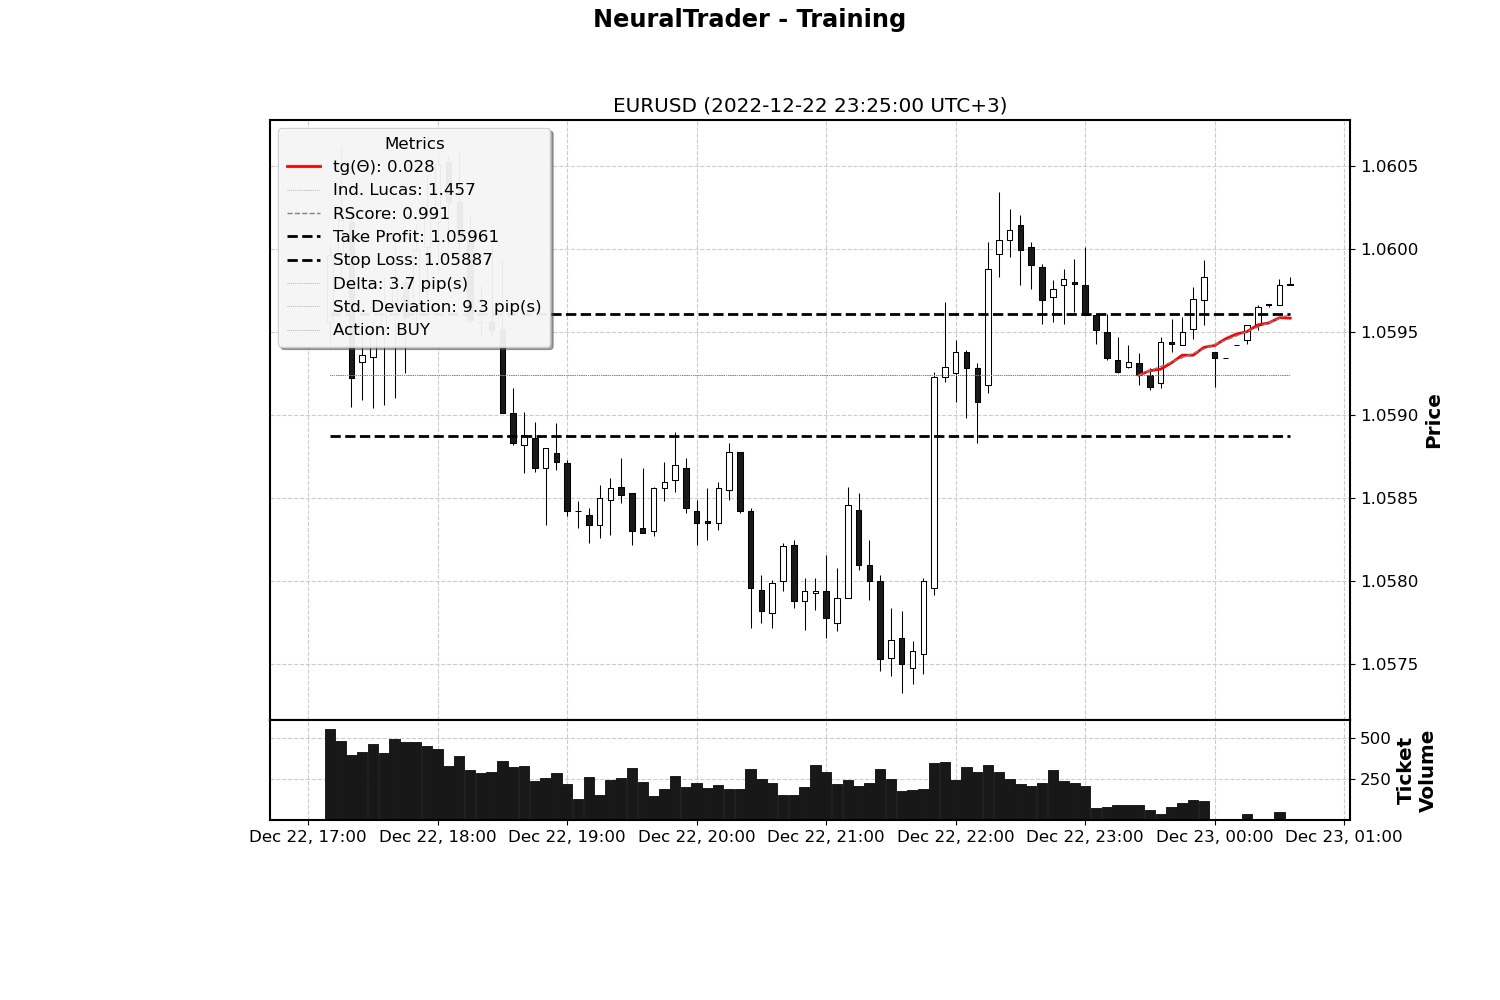 NeuralTrader - Training
EURUSD (2022-12-22 23:25:00 UTC+3)
Metrics
tg(Θ): 0.028
Ind. Lucas: 1.457
RScore: 0.991
Take Profit: 1.05961
Stop Loss: 1.05887
Delta: 3.7 pip(s)
Std. Deviation: 9.3 pip(s)
Action: BUY
1.0605
1.0600
1.0595
1.0590
1.0585
1.0580
1.0575
Price
500
250
Ticket
Volume
Dec 22, 17:00 Dec 22, 18:00 Dec 22, 19:00 Dec 22, 20:00 Dec 22, 21:00 Dec 22, 22:00 Dec 22, 23:00 Dec 23, 00:00 Dec 23, 01:00